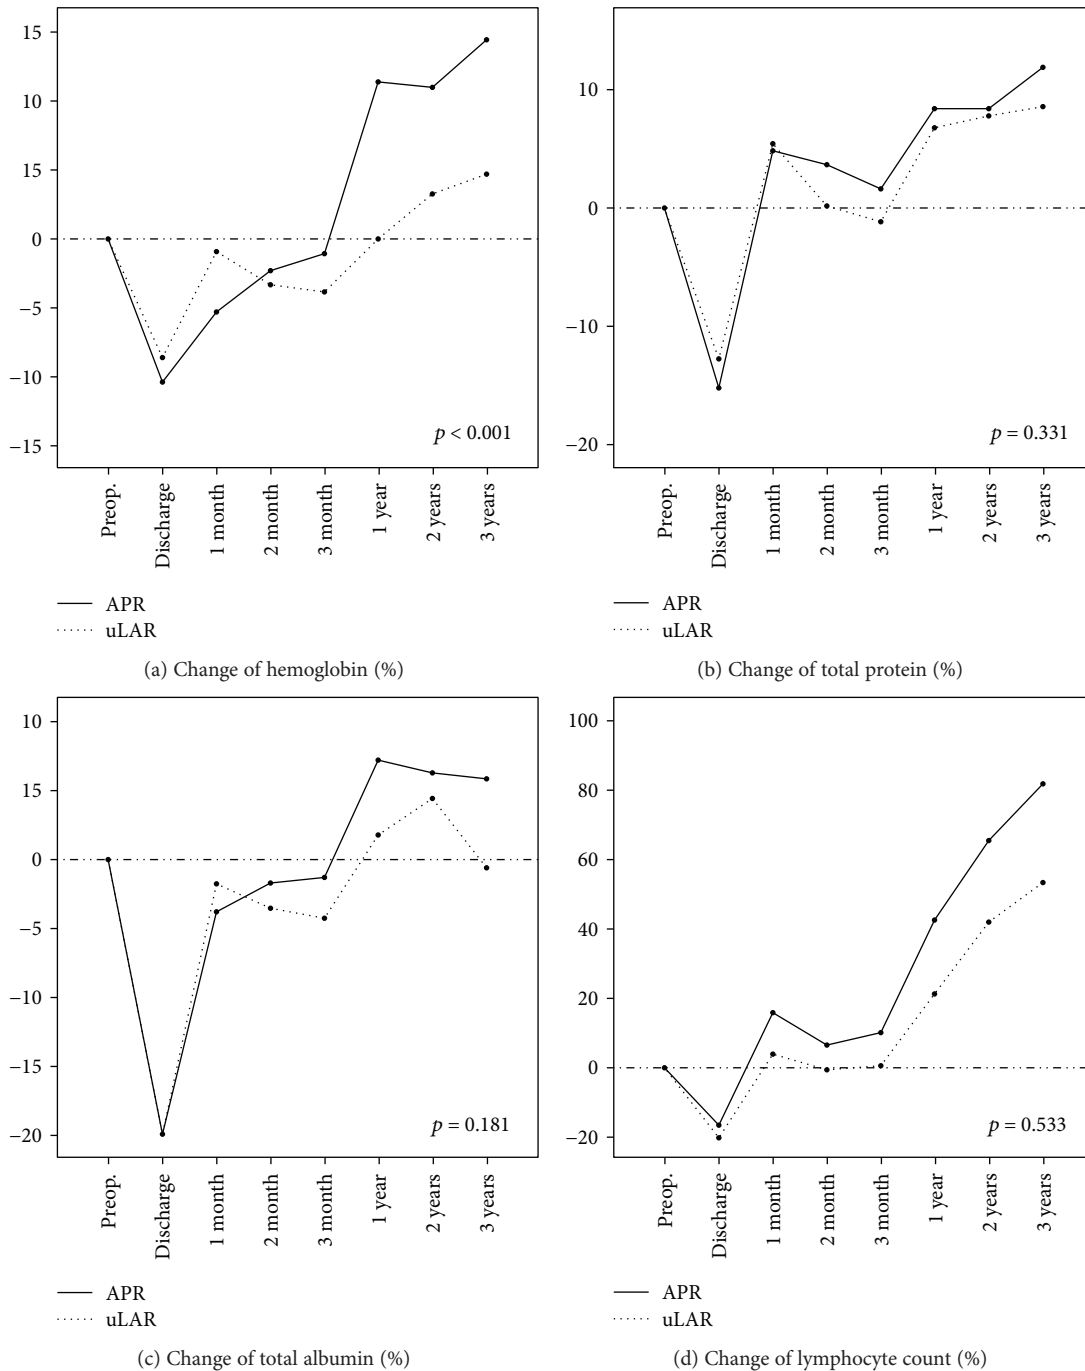 15
10
15
0
−5
−10
−15
p < 0.001
Preop.
Discharge
1 month
2 month
3 month
1 year
2 years
3 years
APR
uLAR
(a) Change of hemoglobin (%)
10
0
−10
−20
p = 0.331
Preop.
Discharge
1 month
2 month
3 month
1 year
2 years
3 years
APR
uLAR
(b) Change of total protein (%)
10
15
0
−5
−10
−15
−20
p = 0.181
Preop.
Discharge
1 month
2 month
3 month
1 year
2 years
3 years
APR
uLAR
(c) Change of total albumin (%)
100
80
60
40
20
0
−20
p = 0.533
Preop.
Discharge
1 month
2 month
3 month
1 year
2 years
3 years
APR
uLAR
(d) Change of lymphocyte count (%)